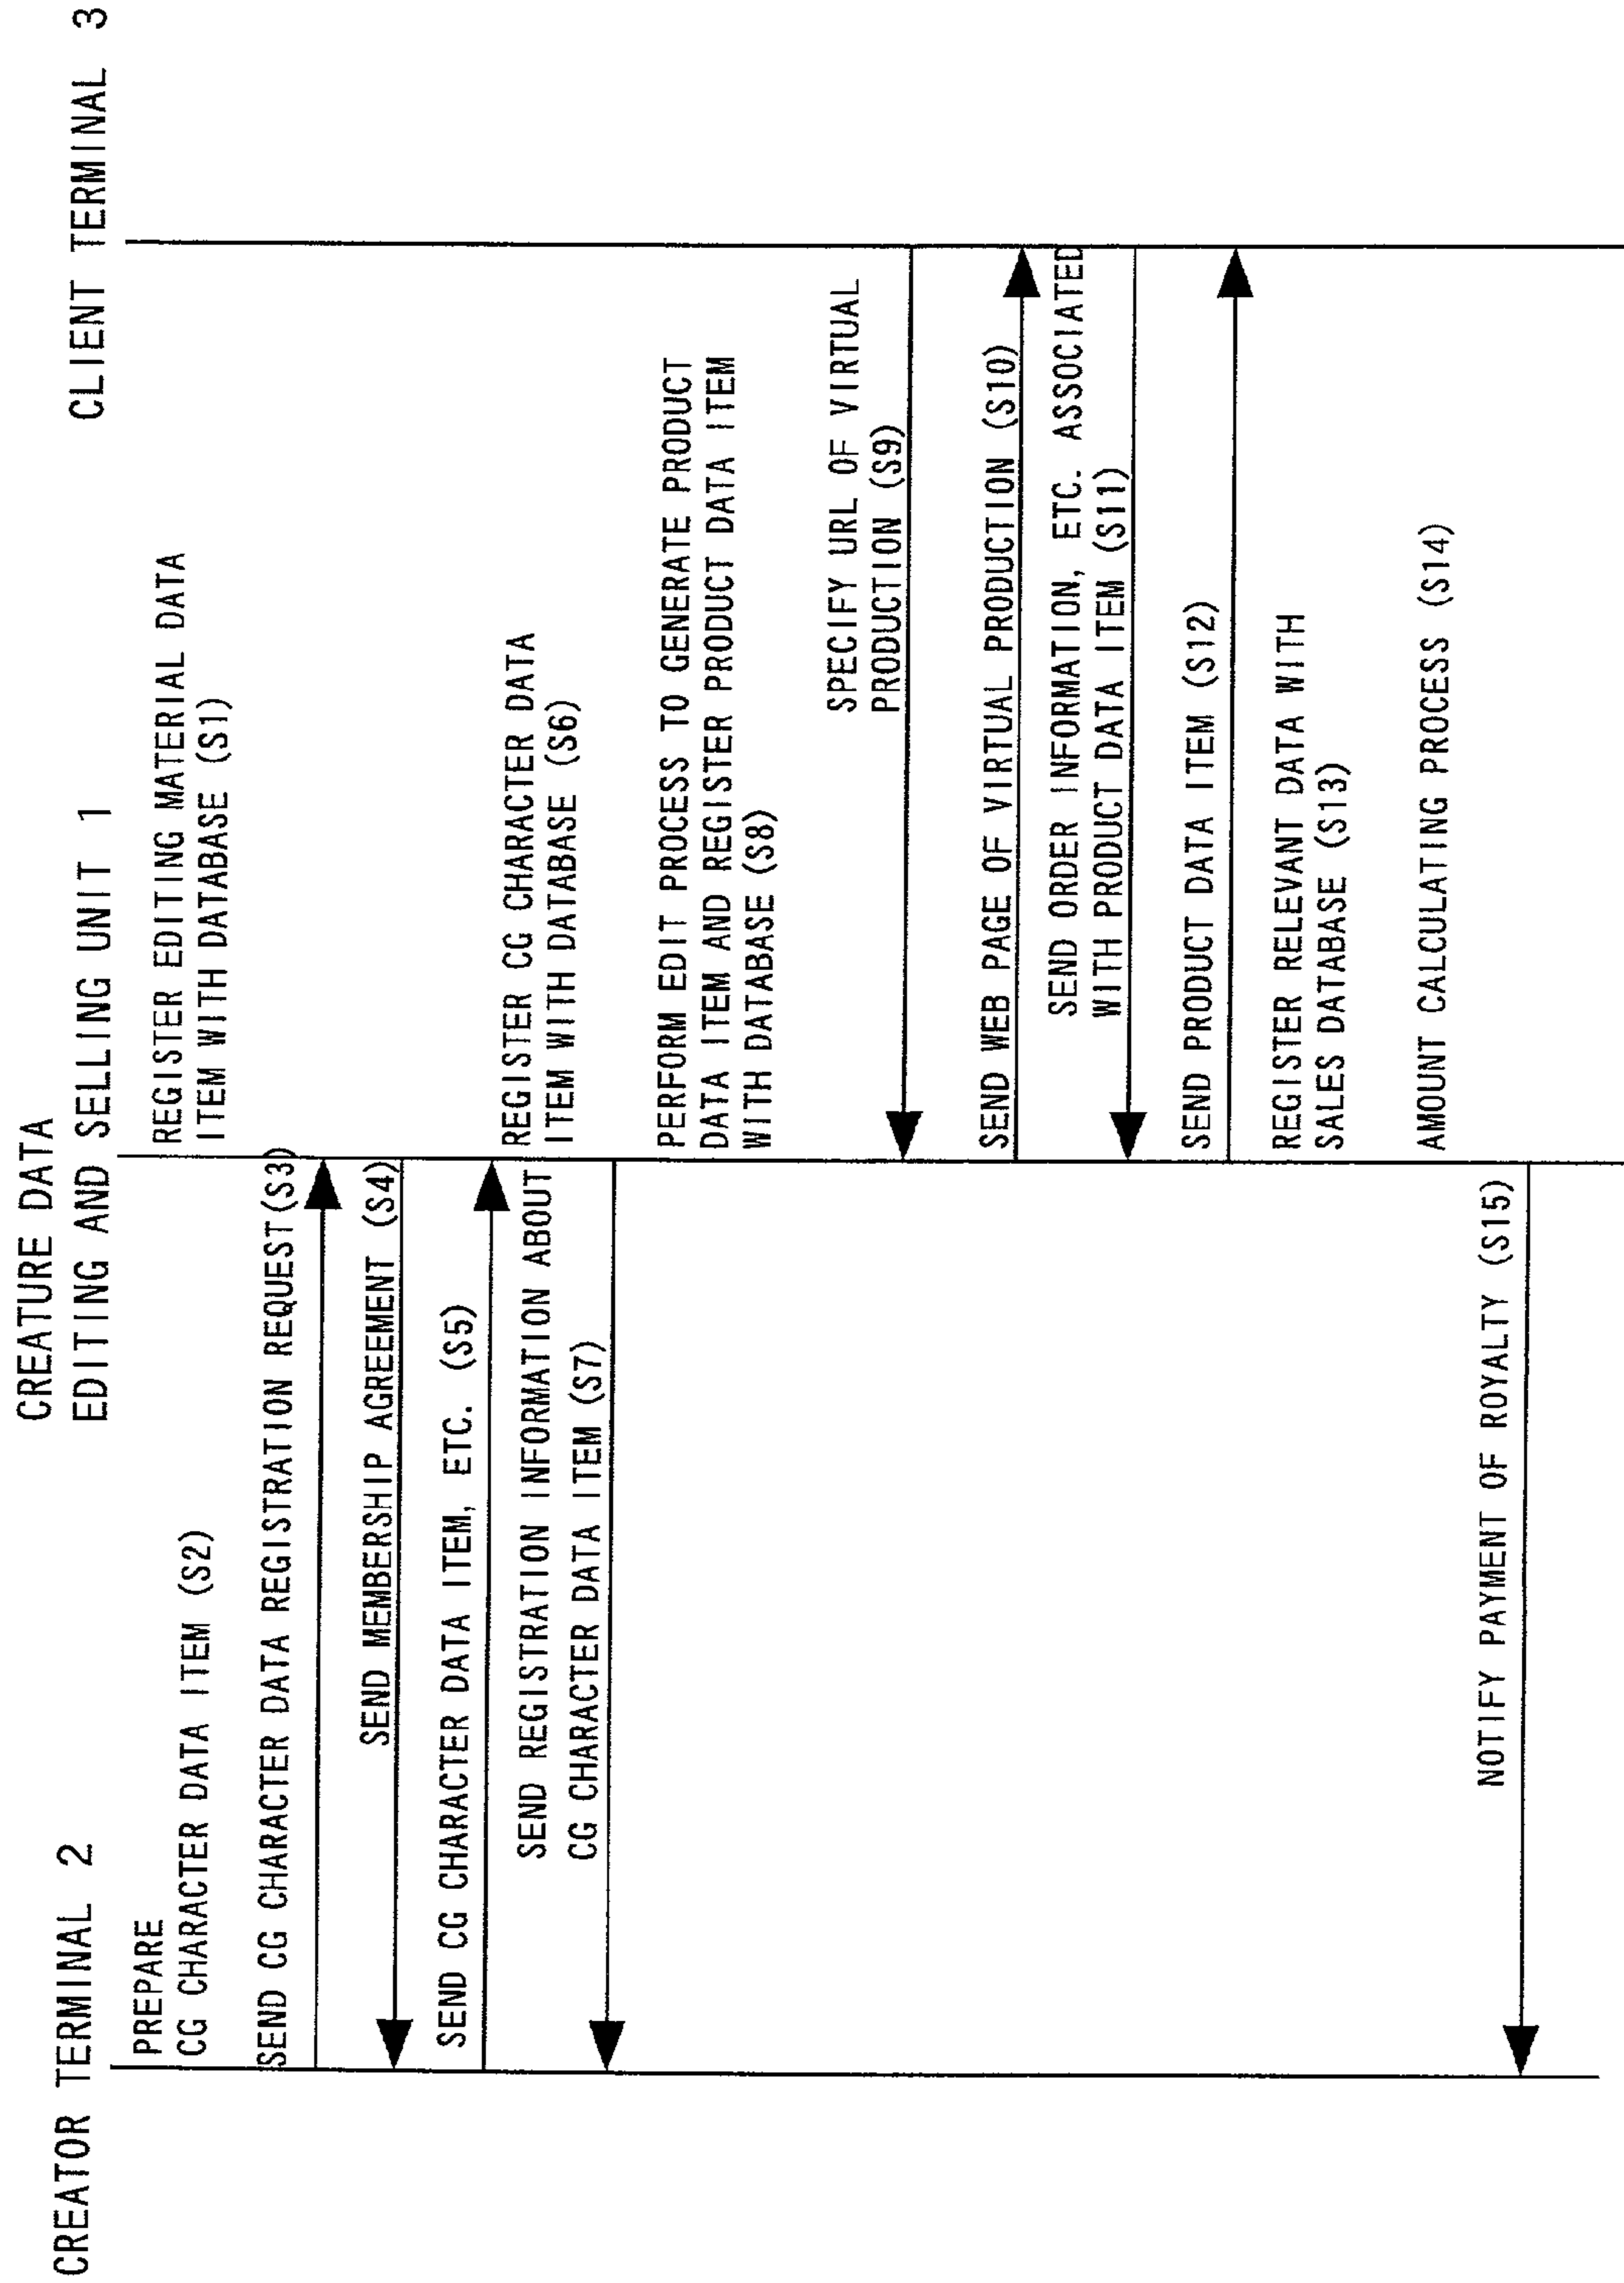 CREATOR TERMINAL 2
CREATURE DATA
EDITING AND SELLING UNIT 1
CLIENT TERMINAL 3
REGISTER EDITING MATERIAL DATA
ITEM WITH DATABASE (S1)
PREPARE
CG CHARACTER DATA ITEM (S2)
SEND CG CHARACTER DATA REGISTRATION REQUEST(S3)
SEND MEMBERSHIP AGREEMENT (S4)
SEND CG CHARACTER DATA ITEM, ETC. (S5)
REGISTER CG CHARACTER DATA
ITEM WITH DATABASE (S6)
SEND REGISTRATION INFORMATION ABOUT
CG CHARACTER DATA ITEM (S7)
PERFORM EDIT PROCESS TO GENERATE PRODUCT
DATA ITEM AND REGISTER PRODUCT DATA ITEM
WITH DATABASE (S8)
SPECIFY URL OF VIRTUAL
PRODUCTION (S9)
SEND WEB PAGE OF VIRTUAL PRODUCTION (S10)
SEND ORDER INFORMATION, ETC. ASSOCIATED
WITH PRODUCT DATA ITEM (S11)
SEND PRODUCT DATA ITEM (S12)
REGISTER RELEVANT DATA WITH
SALES DATABASE (S13)
AMOUNT CALCULATING PROCESS (S14)
NOTIFY PAYMENT OF ROYALTY (S15)